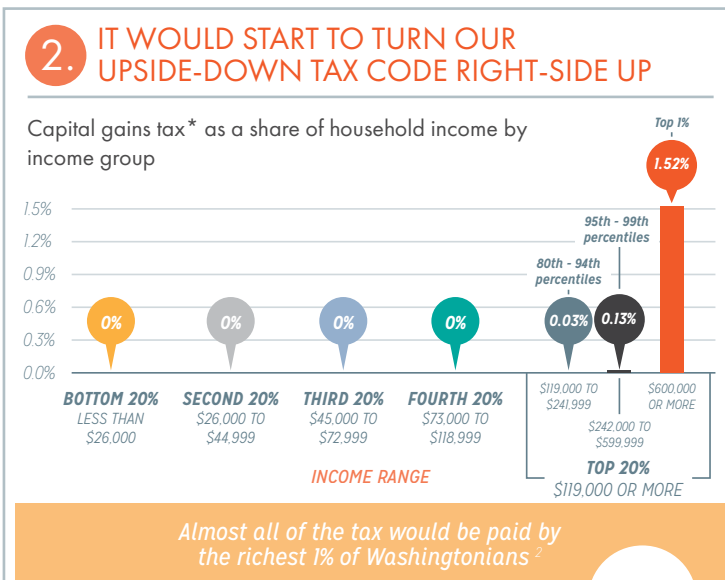 2. IT WOULD START TO TURN OUR
UPSIDE-DOWN TAX CODE RIGHT-SIDE UP
Capital gains tax* as a share of household income by
income group
Top 1%
1.52%
1.5%
1.2%
0.9%
0.6%
0.3%
0.0%
95th - 99th
percentiles
80th - 94th
percentiles
0%
0%
0%
0%
0.03%
0.13%
BOTTOM 20%
LESS THAN
$26,000
SECOND 20%
$26,000 TO
$44,999
THIRD 20%
$45,000 TO
$72,999
FOURTH 20%
$73,000 TO
$118,999
$119,000 TO
$241,999
$242,000 TO
$599,999
$600,000
OR MORE
TOP 20%
$119,000 OR MORE
INCOME RANGE
Almost all of the tax would be paid by
the richest 1% of Washingtonians 2